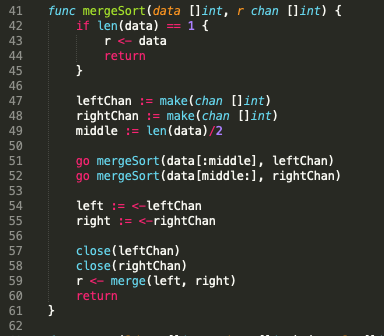 41 func mergeSort(data []int, r chan []int) {
42     if len(data) == 1 {
43         r <- data
44         return
45     }
46
47     leftChan := make(chan []int)
48     rightChan := make(chan []int)
49     middle := len(data)/2
50
51     go mergeSort(data[:middle], leftChan)
52     go mergeSort(data[middle:], rightChan)
53
54     left := <-leftChan
55     right := <-rightChan
56
57     close(leftChan)
58     close(rightChan)
59     r <- merge(left, right)
60     return
61 }
62